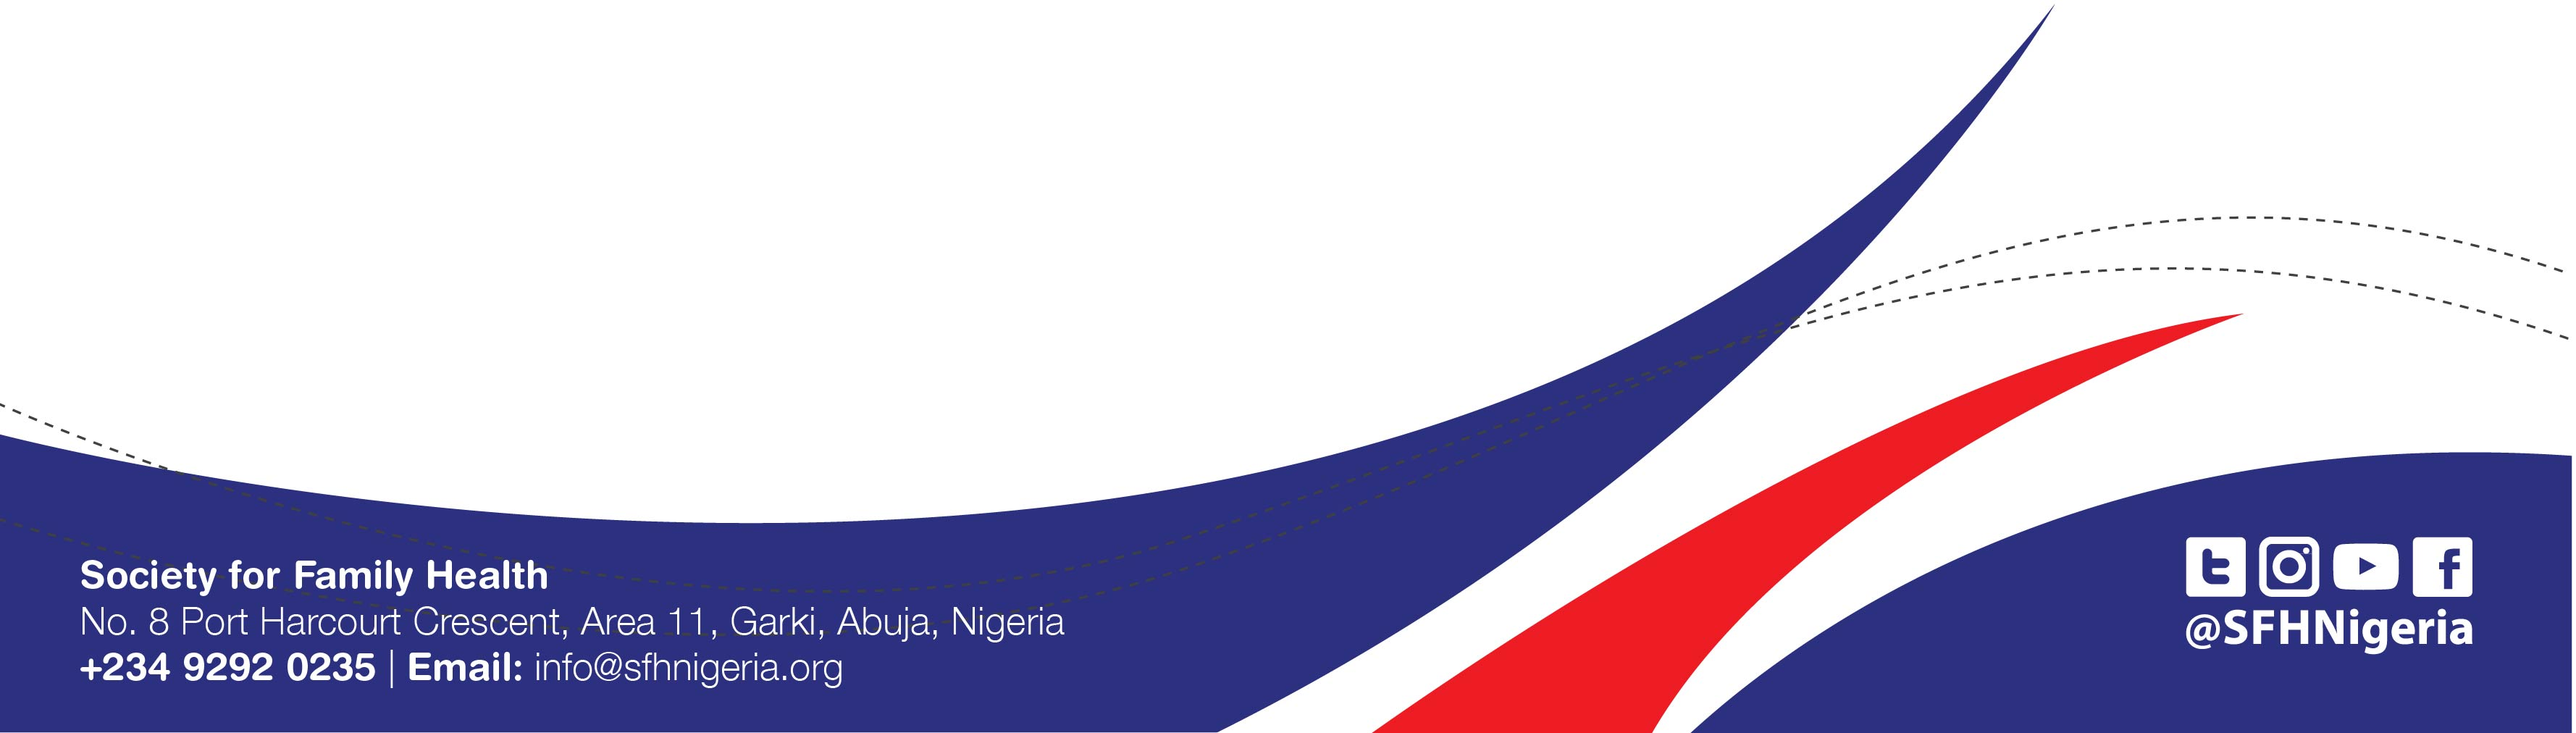 Society for Family Health
No. 8 Port Harcourt Crescent, Area 11, Garki, Abuja, Nigeria
+234 9292 0235 | Email: info@sfhnigeria.org
@SFHNigeria